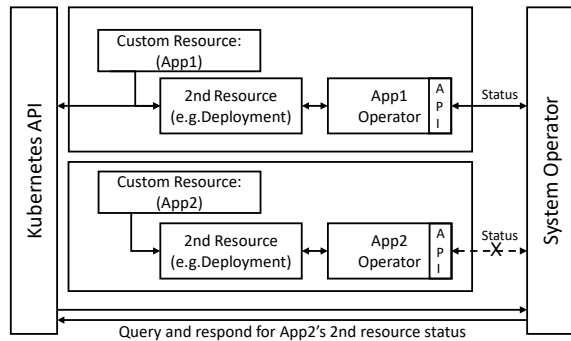 Kubernetes API
Custom Resource:
(App1)
2nd Resource
(e.g.Deployment)
App1
Operator
A
P
I
Status
System Operator
Custom Resource:
(App2)
2nd Resource
(e.g.Deployment)
App2
Operator
A
P
I
Status
X
Query and respond for App2's 2nd resource status